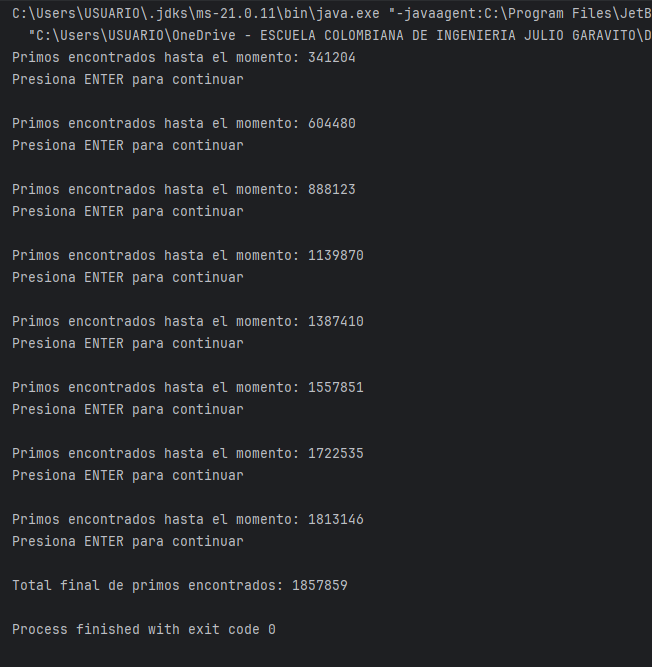 C:\Users\USUARIO\.jdks\ms-21.0.11\bin\java.exe "-javaagent:C:\Program Files\JetB
"C:\Users\USUARIO\OneDrive - ESCUELA COLOMBIANA DE INGENIERIA JULIO GARAVITO\D
Primos encontrados hasta el momento: 341204
Presiona ENTER para continuar
Primos encontrados hasta el momento: 604480
Presiona ENTER para continuar
Primos encontrados hasta el momento: 888123
Presiona ENTER para continuar
Primos encontrados hasta el momento: 1139870
Presiona ENTER para continuar
Primos encontrados hasta el momento: 1387410
Presiona ENTER para continuar
Primos encontrados hasta el momento: 1557851
Presiona ENTER para continuar
Primos encontrados hasta el momento: 1722535
Presiona ENTER para continuar
Primos encontrados hasta el momento: 1813146
Presiona ENTER para continuar
Total final de primos encontrados: 1857859
Process finished with exit code 0